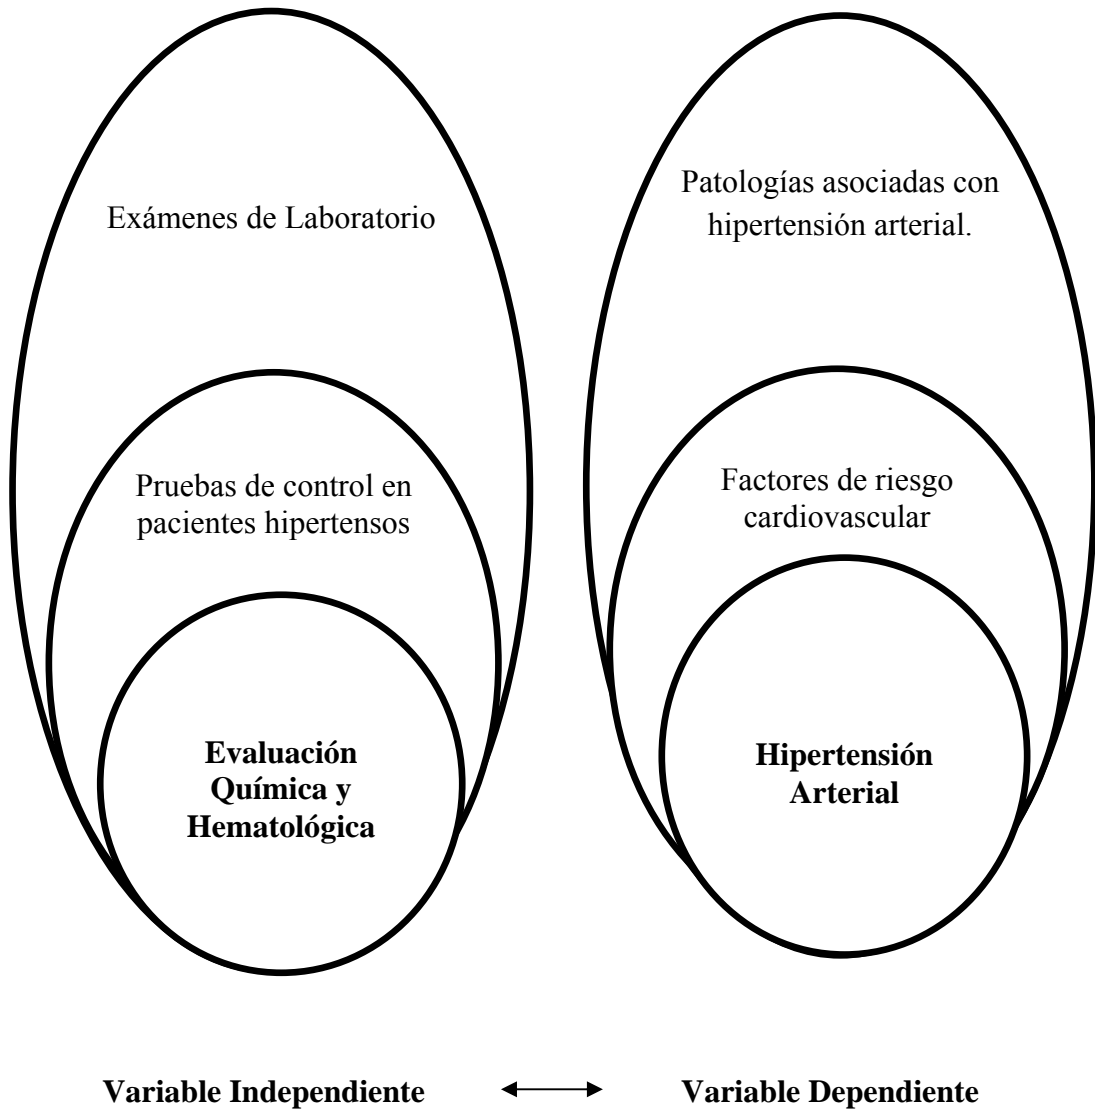 Exámenes de Laboratorio
Pruebas de control en
pacientes hipertensos
Evaluación
Química y
Hematológica
Patologías asociadas con
hipertensión arterial.
Factores de riesgo
cardiovascular
Hipertensión
Arterial
Variable Independiente
Variable Dependiente